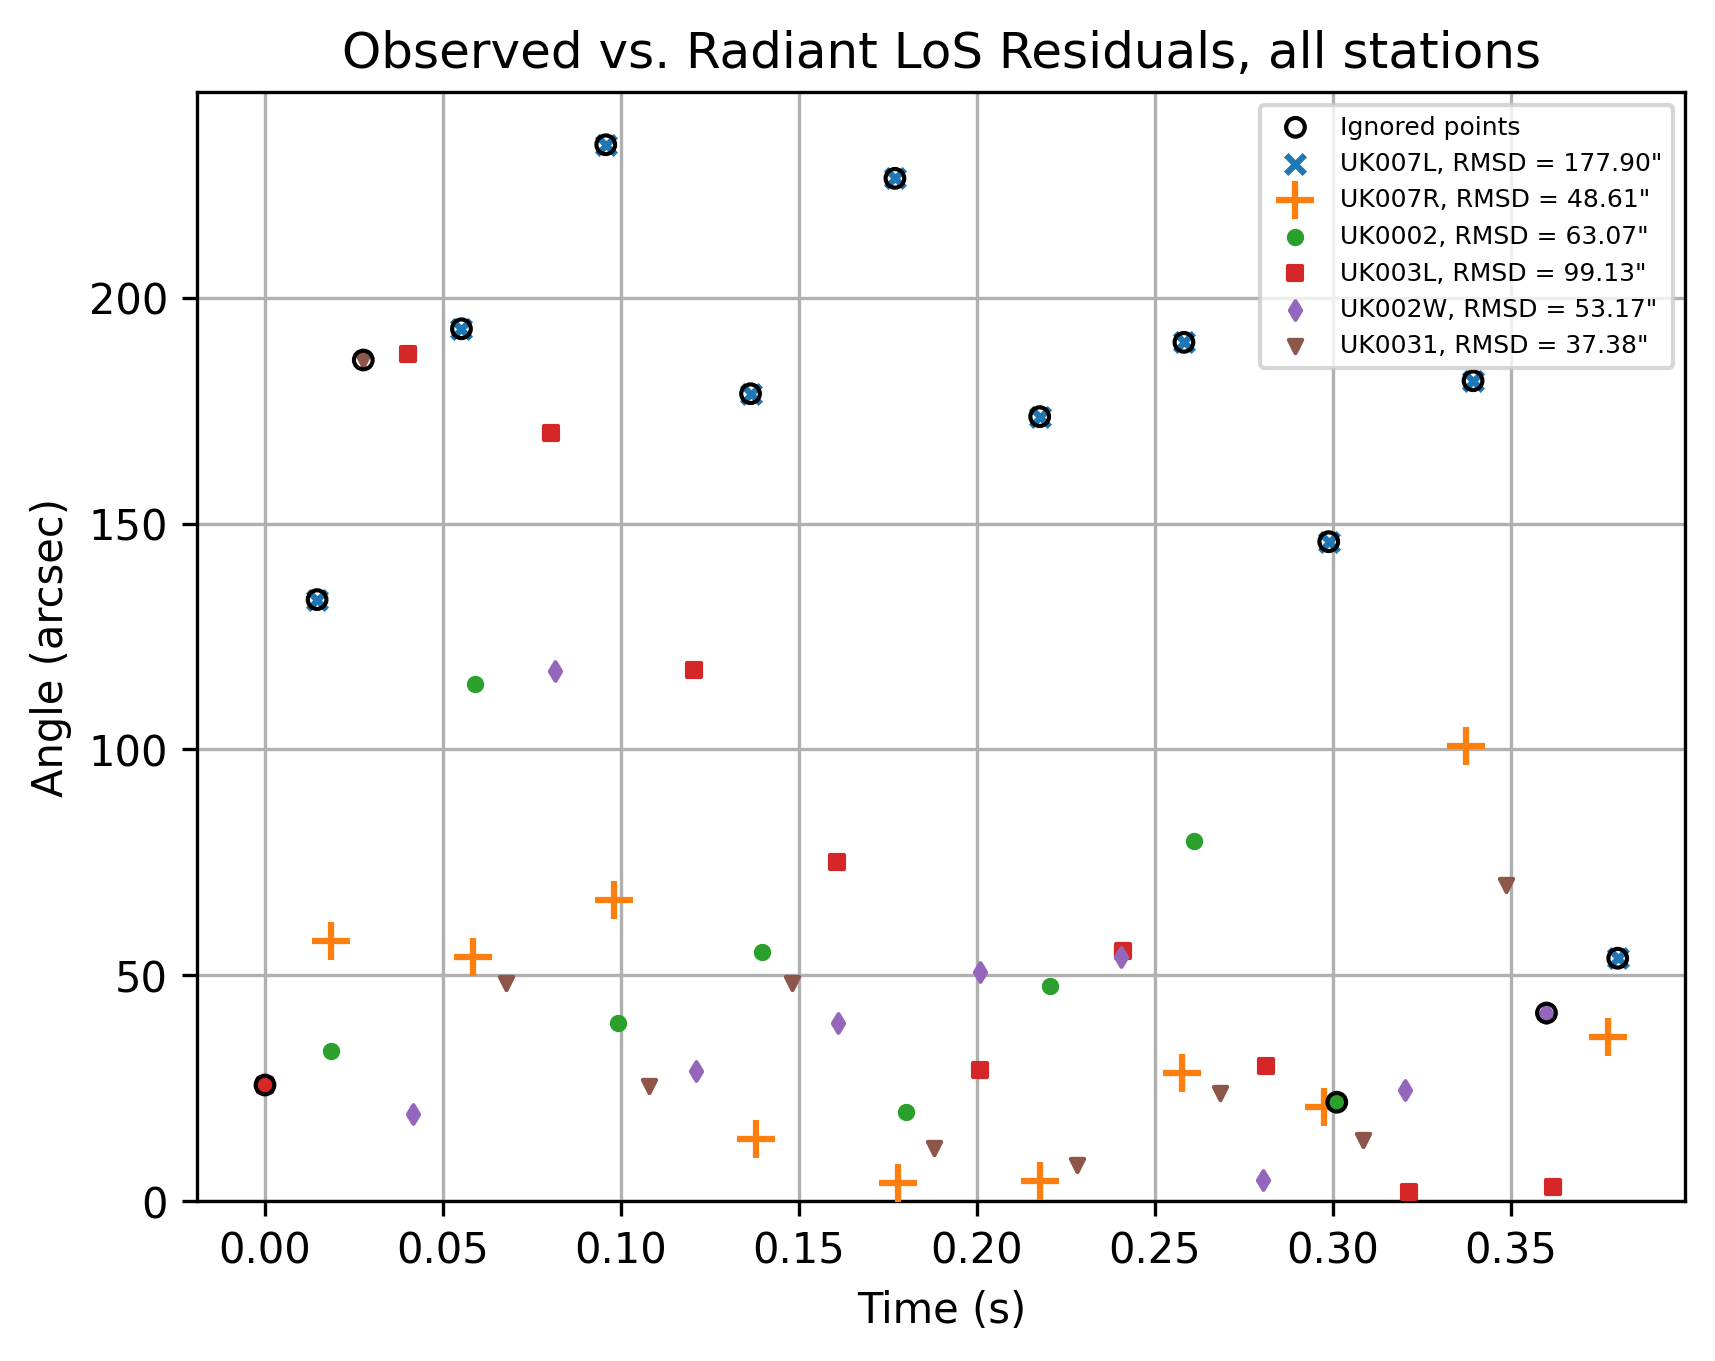 Observed vs. Radiant LoS Residuals, all stations
Ignored points
UK007L, RMSD = 177.90"
UK007R, RMSD = 48.61"
UK0002, RMSD = 63.07"
UK003L, RMSD = 99.13"
UK002W, RMSD = 53.17"
UK0031, RMSD = 37.38"
Angle (arcsec)
200
150
100
50
0
0.00 0.05 0.10 0.15 0.20 0.25 0.30 0.35
Time (s)